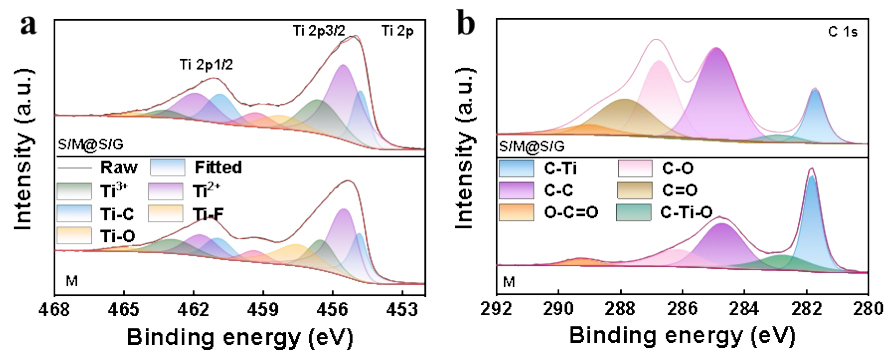 a
Ti 2p3/2
Ti 2p
Ti 2p1/2
Intensity (a.u.)
S/M@S/G
Raw
Fitted
Ti3+
Ti2+
Ti-C
Ti-F
Ti-O
M
468 465 462 459 456 453
Binding energy (eV)
b
C 1s
Intensity (a.u.)
S/M@S/G
C-Ti
C-O
C-C
C=O
O-C=O
C-Ti-O
M
292 290 288 286 284 282 280
Binding energy (eV)